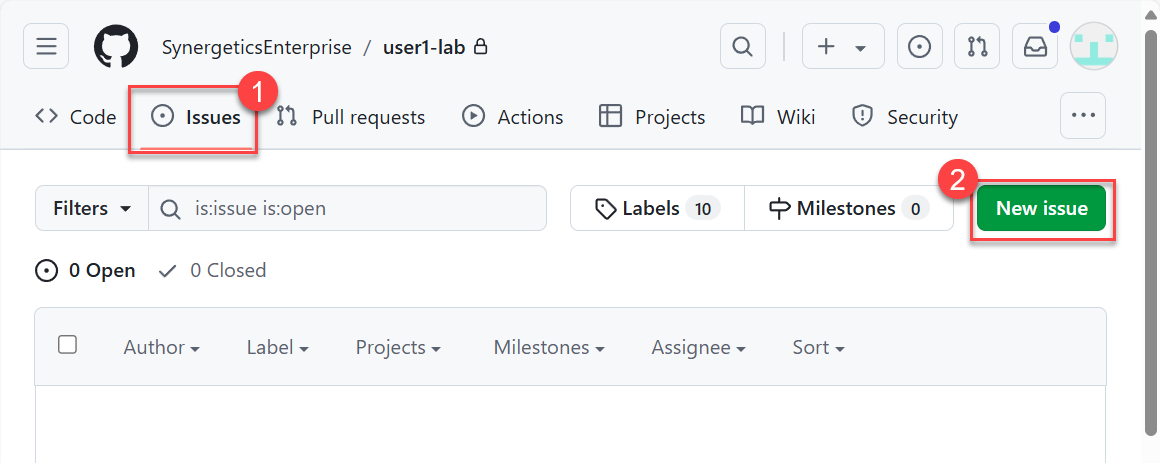 SynergeticsEnterprise / user1-lab
1
Code Issues Pull requests Actions Projects Wiki Security
2
Filters is:issue is:open Labels 10 Milestones 0 New issue
0 Open 0 Closed
Author Label Projects Milestones Assignee Sort